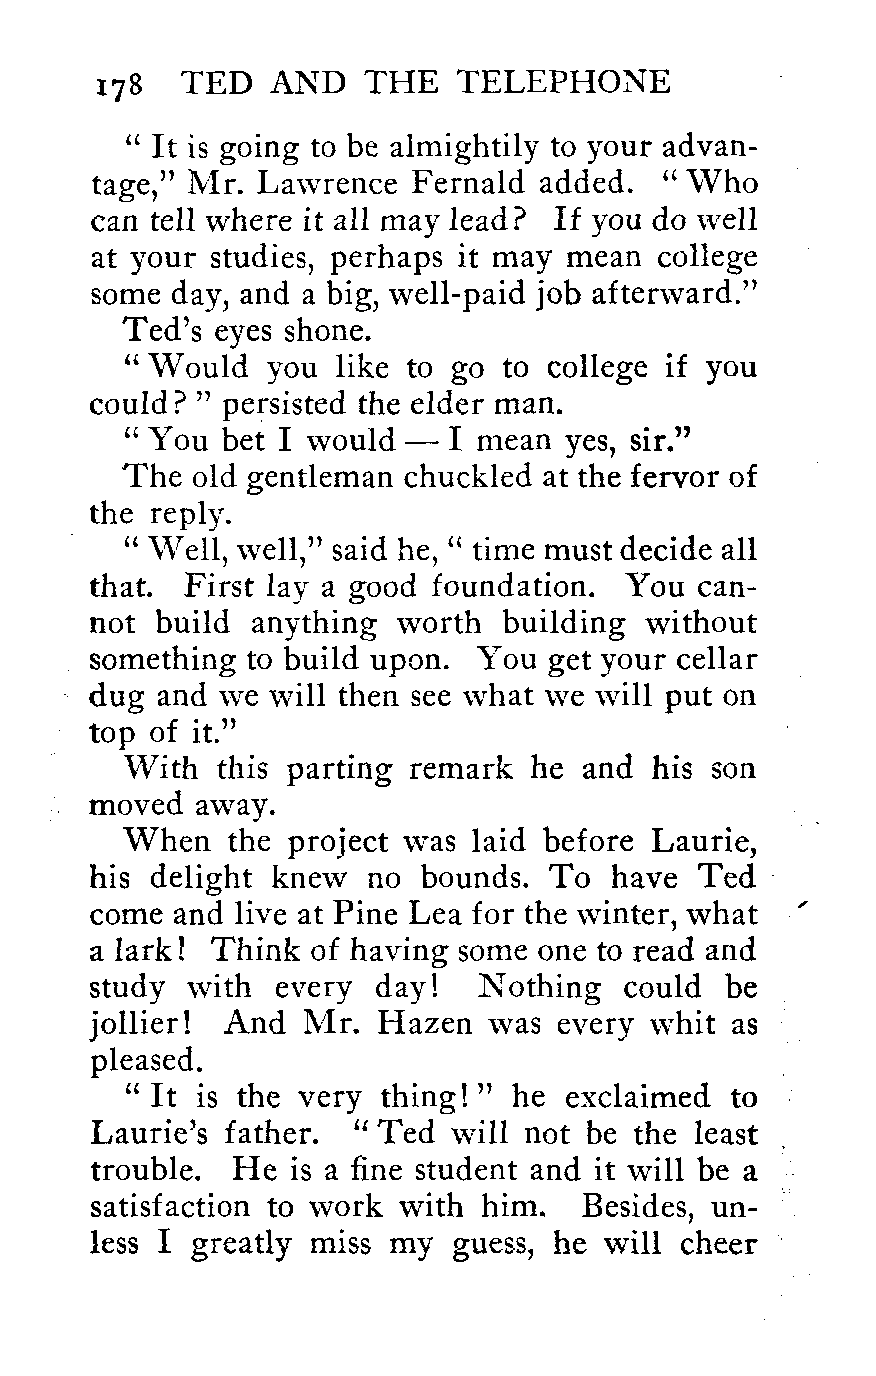 178 TED AND THE TELEPHONE
“ It is going to be almightily to your advan-
tage,” Mr. Lawrence Fernald added. “ Who
can tell where it all may lead? If you do well
at your studies, perhaps it may mean college
some day, and a big, well-paid job afterward.”
Ted’s eyes shone.
“ Would you like to go to college if you
could? ” persisted the elder man.
“ You bet I would — I mean yes, sir.”
The old gentleman chuckled at the fervor of
the reply.
“ Well, well,” said he, “ time must decide all
that. First lay a good foundation. You can-
not build anything worth building without
something to build upon. You get your cellar
dug and we will then see what we will put on
top of it.”
With this parting remark he and his son
moved away.
When the project was laid before Laurie,
his delight knew no bounds. To have Ted
come and live at Pine Lea for the winter, what
a lark! Think of having some one to read and
study with every day! Nothing could be
jollier! And Mr. Hazen was every whit as
pleased.
“ It is the very thing! ” he exclaimed to
Laurie’s father. “ Ted will not be the least
trouble. He is a fine student and it will be a
satisfaction to work with him. Besides, un-
less I greatly miss my guess, he will cheer